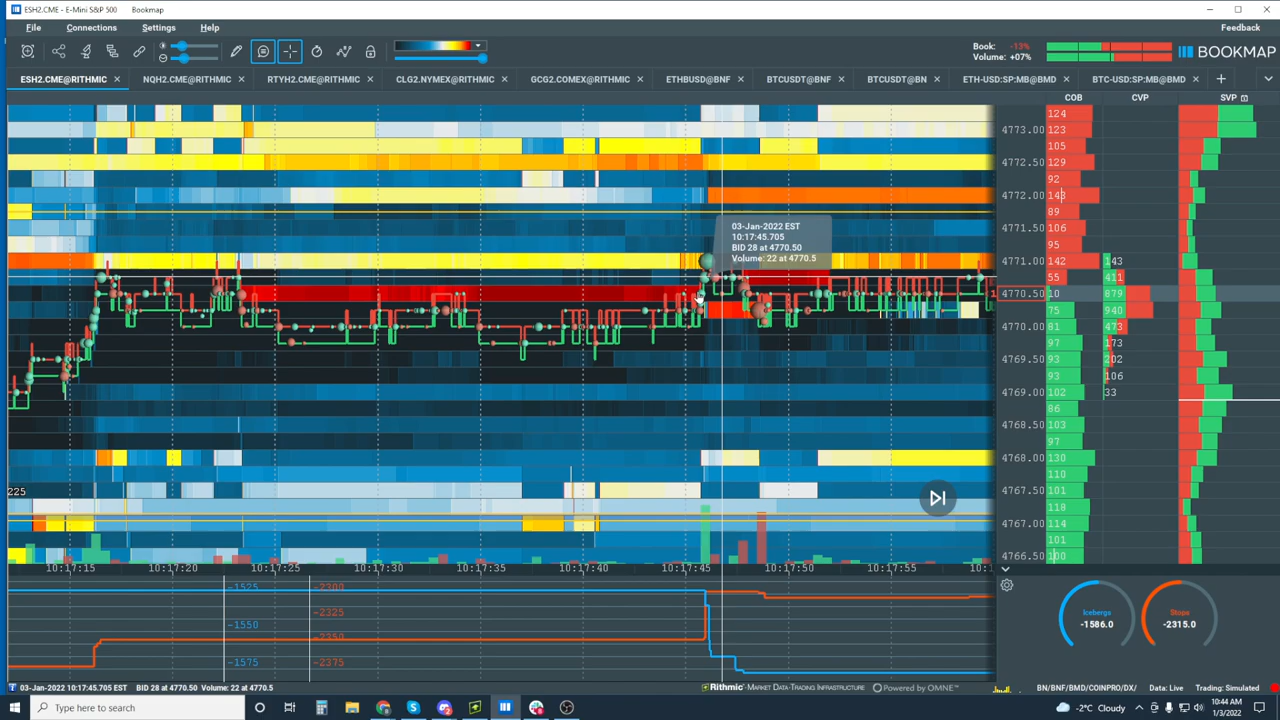 ESH2.CME - E-Mini S&P 500 Bookmap
File Connections Settings Help Feedback
Book: -13%
Volume: +07%
BOOKMAP
ESH2.CME@RITHMIC NQH2.CME@RITHMIC RTYH2.CME@RITHMIC CLG2.NYMEX@RITHMIC GCG2.COMEX@RITHMIC ETHBUSD@BNF BTCUSDT@BNF BTCUSDT@BN ETH-USD:SP:MB@BMD BTC-USD:SP:MB@BMD
COB CVP SVP
124
4773.00 123
105
4772.50 129
92
4772.00 143
89
4771.50 106
95
4771.00 142 143
55 411
4770.50 10 879
75 940
4770.00 81 473
97 173
4769.50 93 202
93 106
4769.00 102 33
86
4768.50 103
97
4768.00 130
110
4767.50 101
118
4767.00 114
101
4766.50 100
03-Jan-2022 EST
10:17:45.705
BID 28 at 4770.50
Volume: 22 at 4770.5
225
10:17:15 10:17:20 10:17:25 10:17:30 10:17:35 10:17:40 10:17:45 10:17:50 10:17:55
-1525 -2300
-2325
-1550
-2350
-1575 -2375
Icebergs
-1586.0
Stops
-2315.0
03-Jan-2022 10:17:45.705 EST BID 28 at 4770.50 Volume: 22 at 4770.5
Rithmic - Market Data-Trading Infrastructure Powered by OMNE™
BN/BNF/BMD/COINPRO/DX/ Data: Live Trading: Simulated
Type here to search
-2°C Cloudy
10:44 AM
1/3/2022